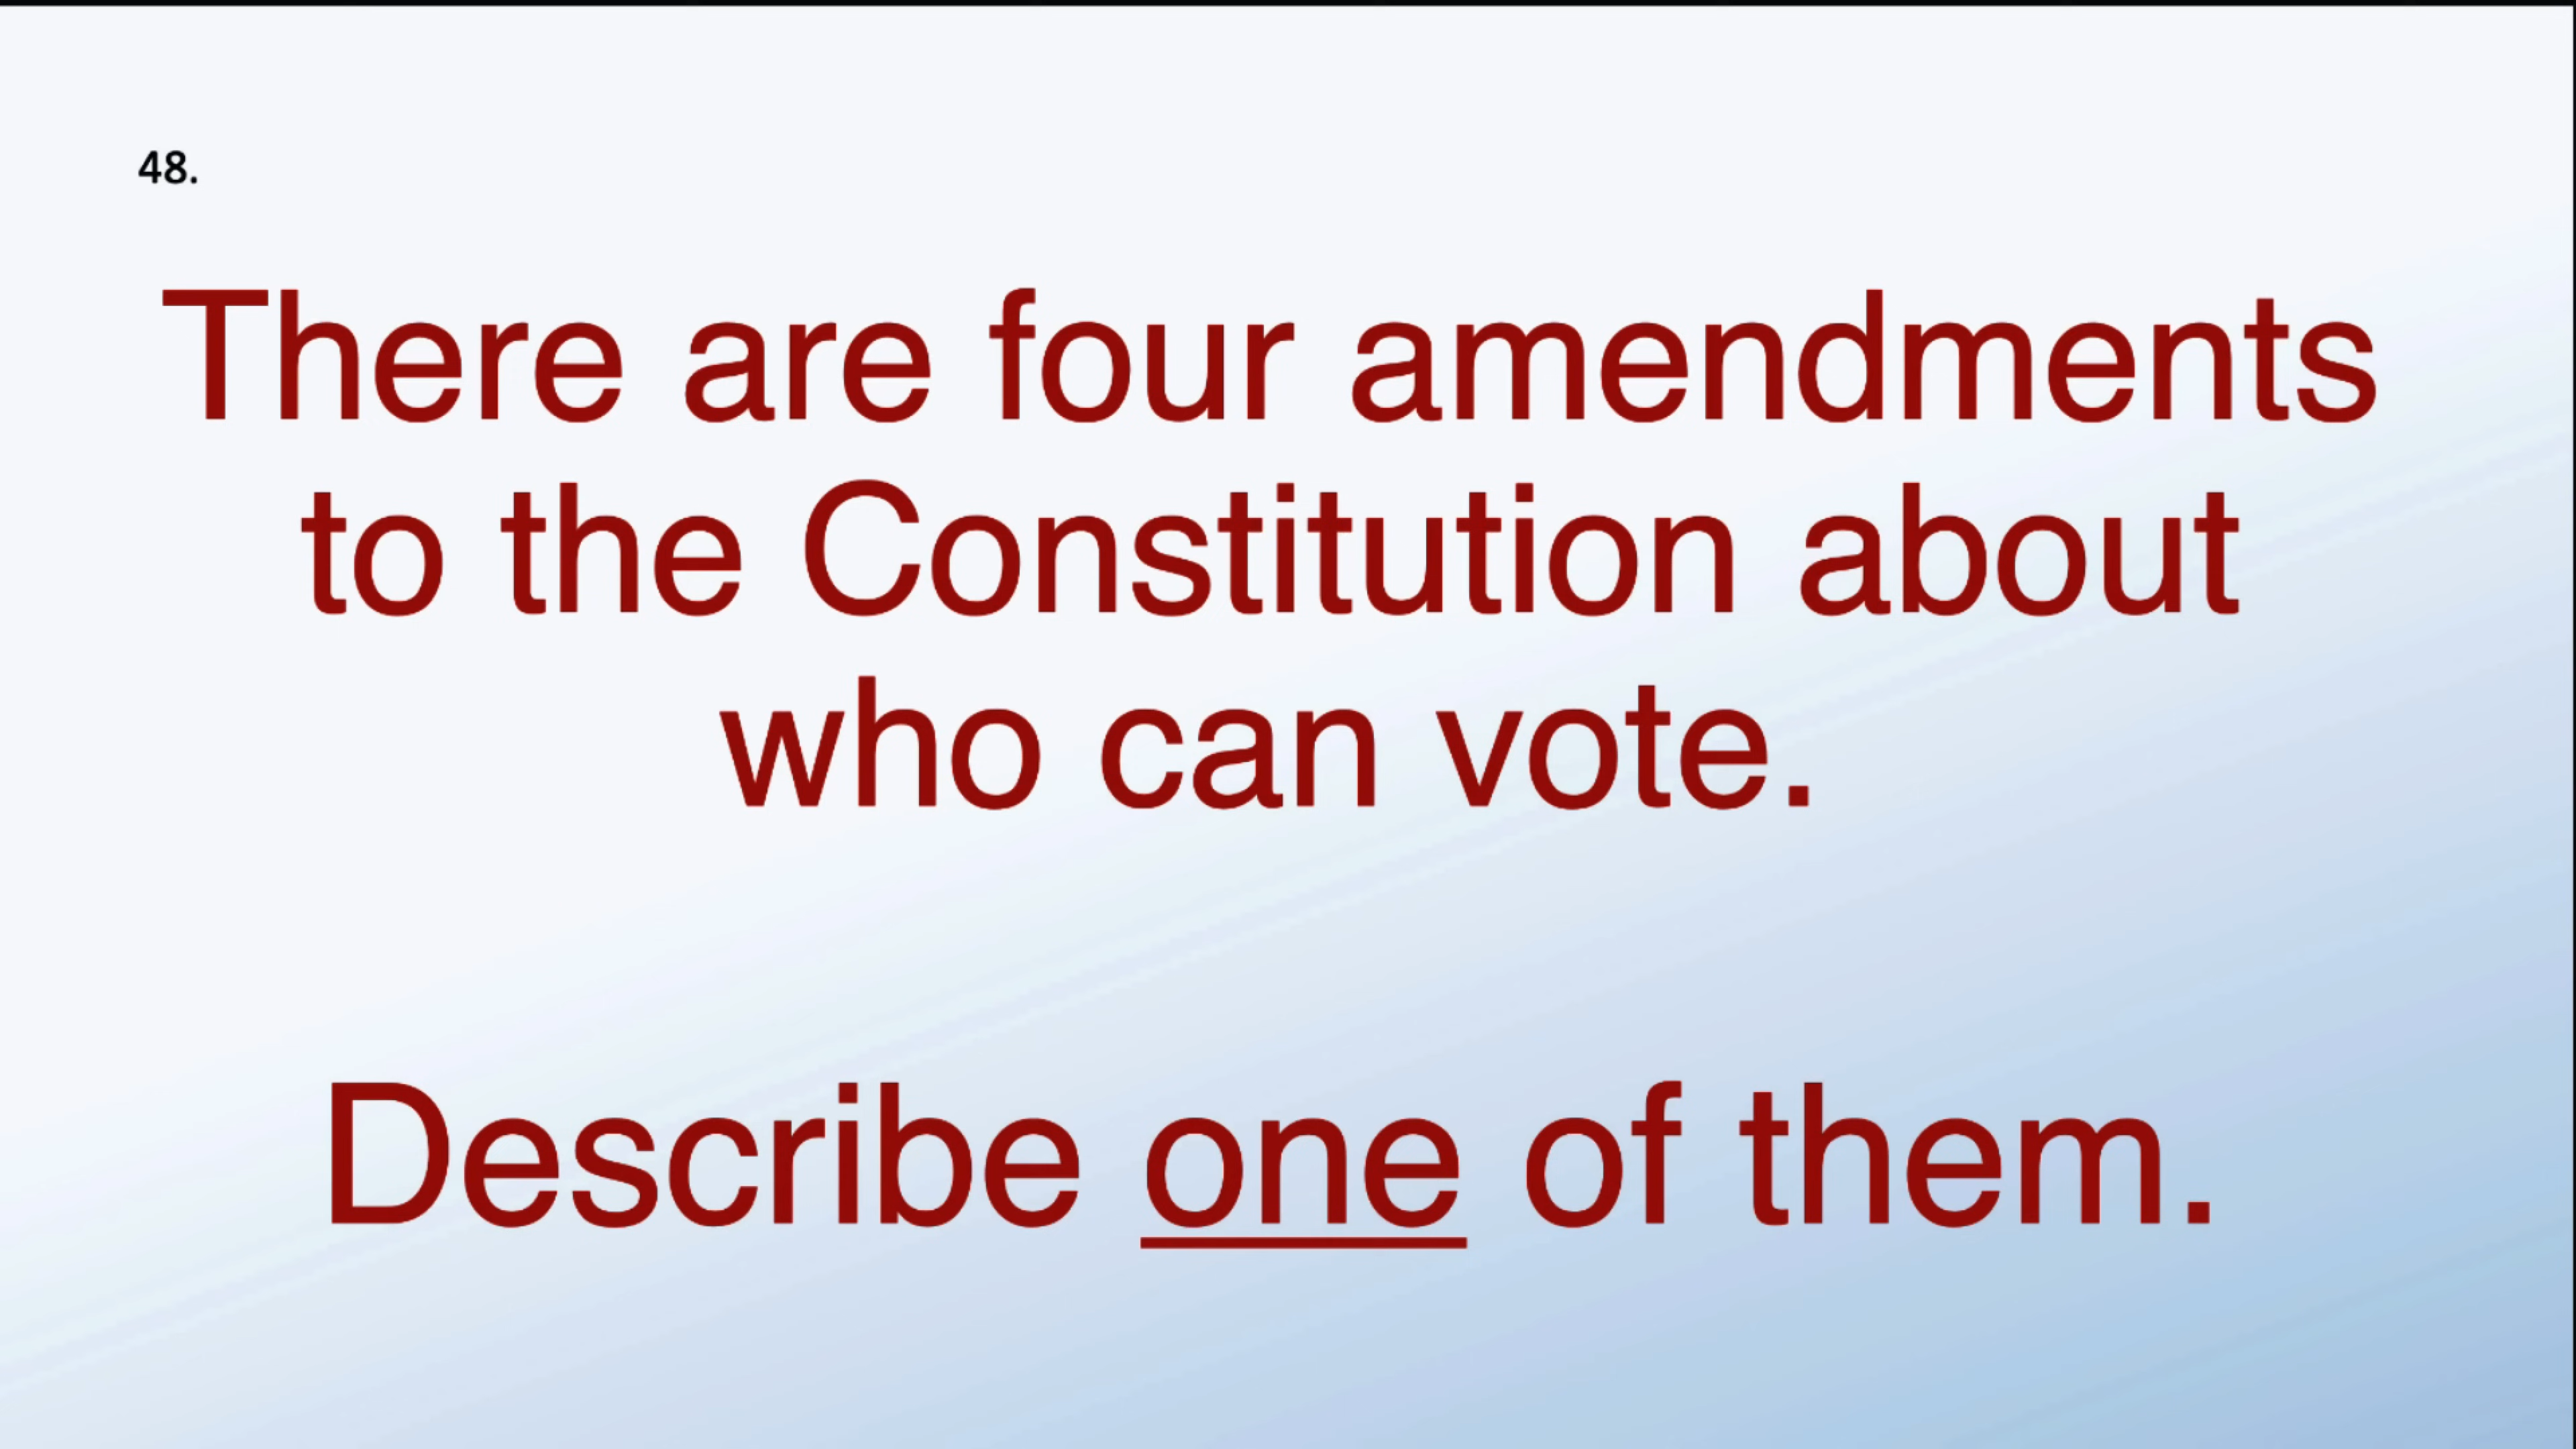 48.
There are four amendments
to the Constitution about
who can vote.
Describe one of them.